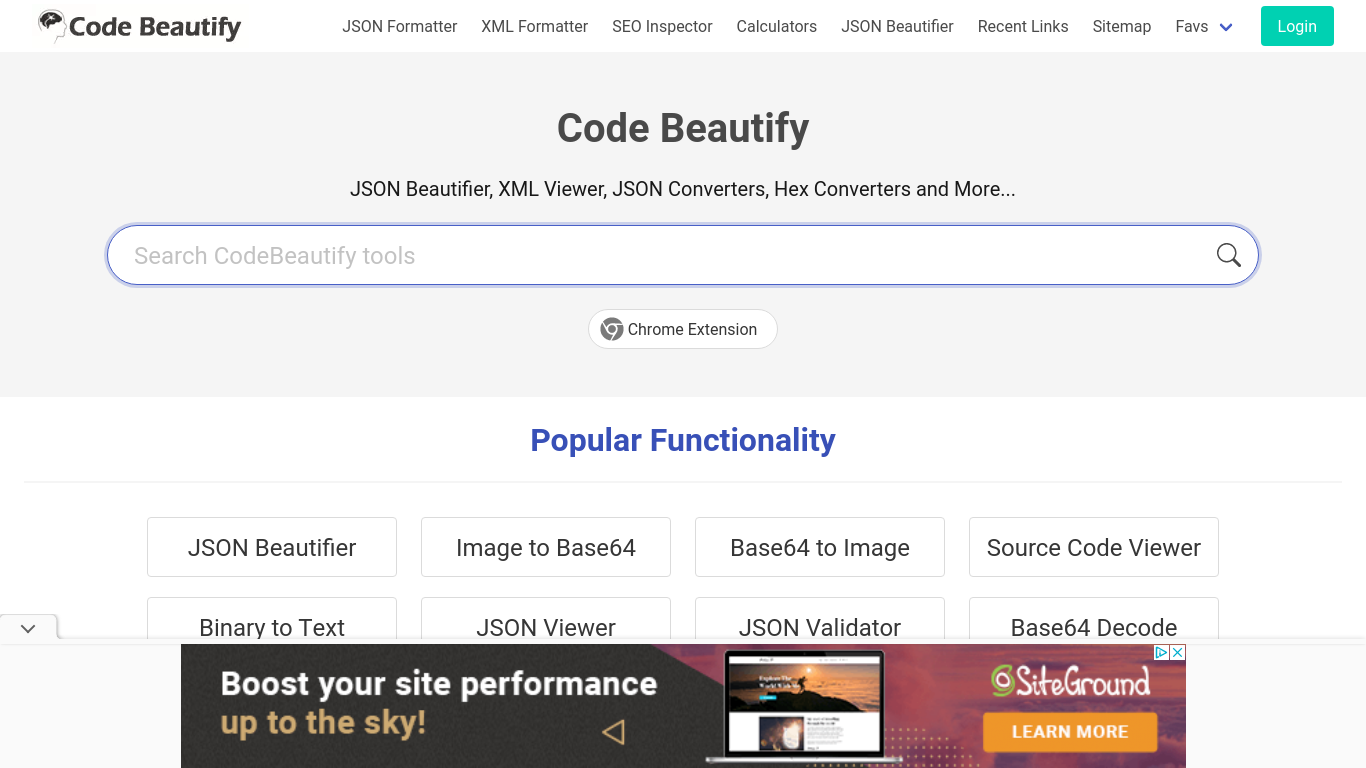 Code Beautify
JSON Formatter
XML Formatter
SEO Inspector
Calculators
JSON Beautifier
Recent Links
Sitemap
Favs
Login
Code Beautify
JSON Beautifier, XML Viewer, JSON Converters, Hex Converters and More...
Search CodeBeautify tools
Chrome Extension
Popular Functionality
JSON Beautifier
Image to Base64
Base64 to Image
Source Code Viewer
Binary to Text
JSON Viewer
JSON Validator
Base64 Decode
Boost your site performance
up to the sky!
SiteGround
LEARN MORE